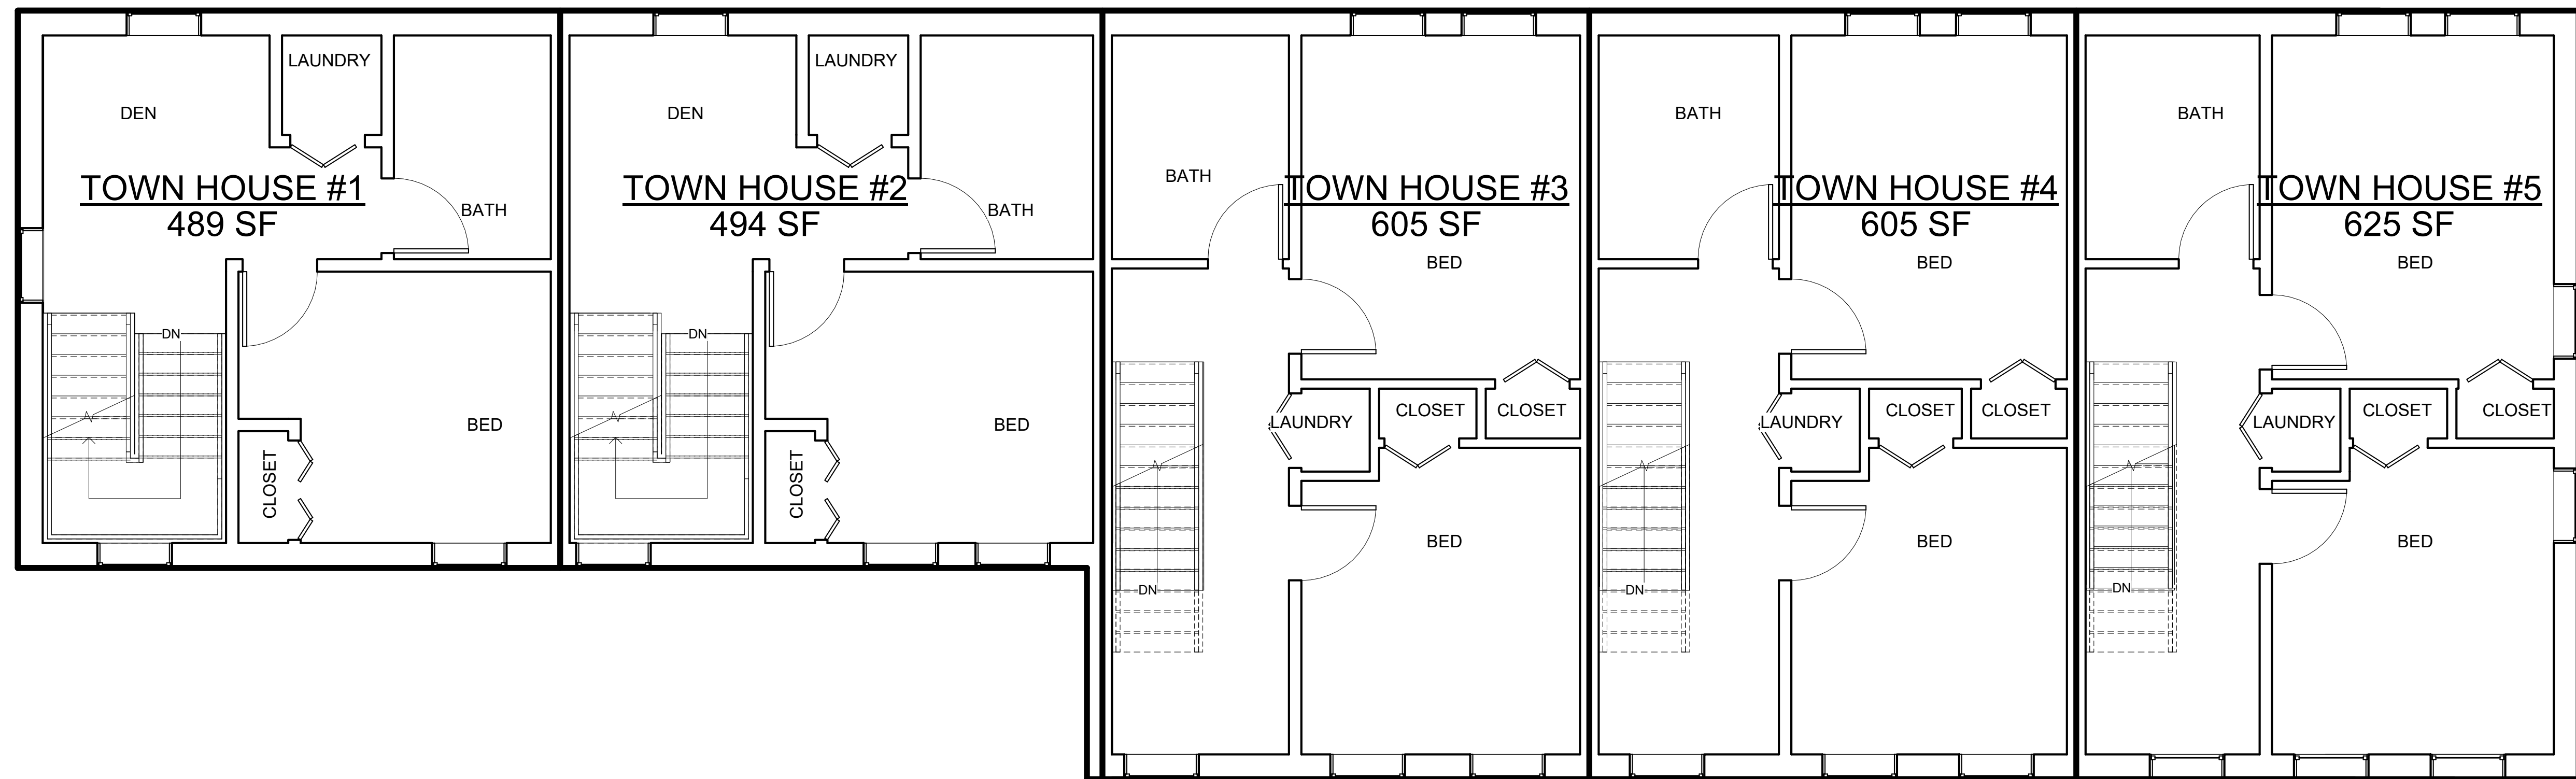 LAUNDRY
DEN
TOWN HOUSE #1
489 SF
BATH
DN
BED
CLOSET
LAUNDRY
DEN
TOWN HOUSE #2
494 SF
BATH
DN
BED
CLOSET
BATH
TOWN HOUSE #3
605 SF
BED
LAUNDRY
CLOSET
CLOSET
BED
DN
BATH
TOWN HOUSE #4
605 SF
BED
LAUNDRY
CLOSET
CLOSET
BED
DN
BATH
TOWN HOUSE #5
625 SF
BED
LAUNDRY
CLOSET
CLOSET
BED
DN